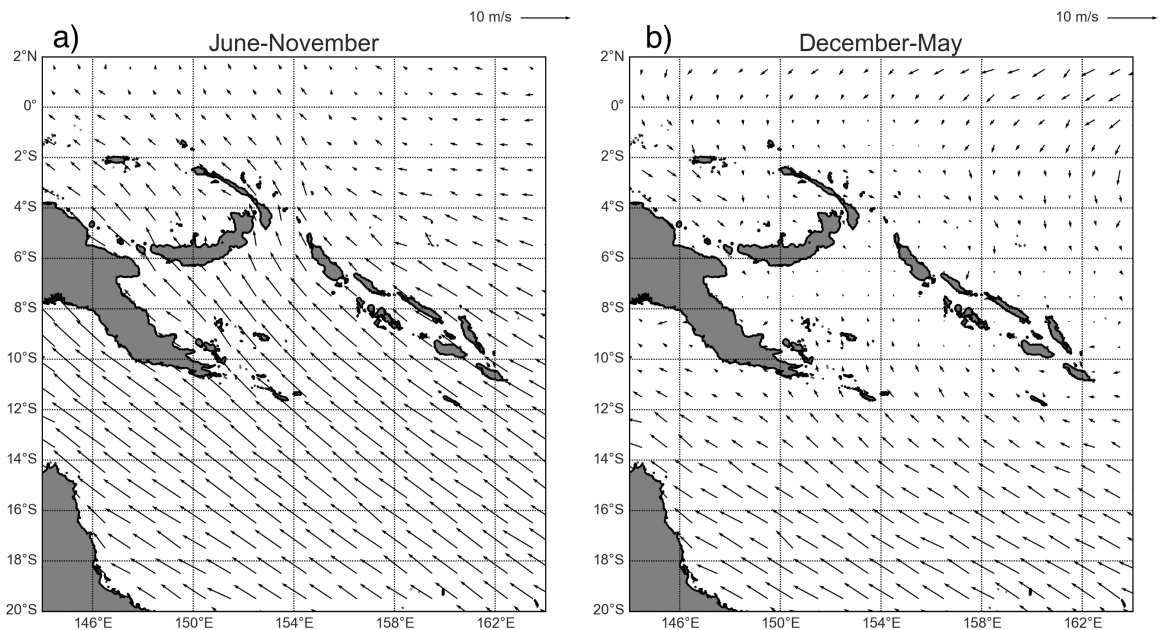 10 m/s 10 m/s
a) June-November b) December-May
2°N 2°N
0° 0°
2°S 2°S
4°S 4°S
6°S 6°S
8°S 8°S
10°S 10°S
12°S 12°S
14°S 14°S
16°S 16°S
18°S 18°S
20°S 20°S
146°E 150°E 154°E 158°E 162°E 146°E 150°E 154°E 158°E 162°E